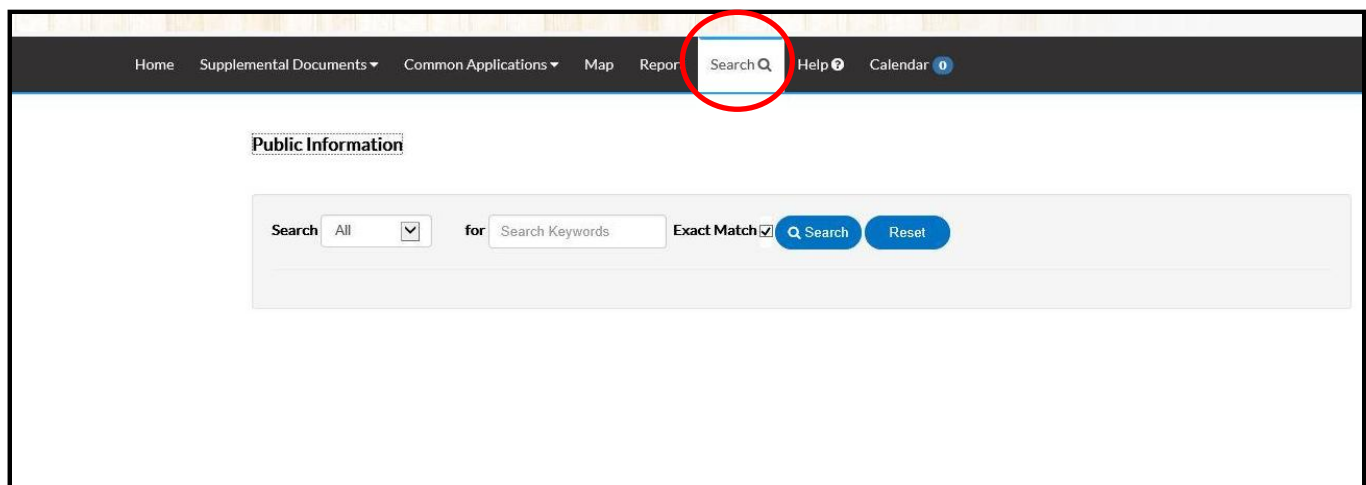 Home Supplemental Documents Common Applications Map Repor Search Help Calendar 0
Public Information
Search All for Search Keywords Exact Match Search Reset